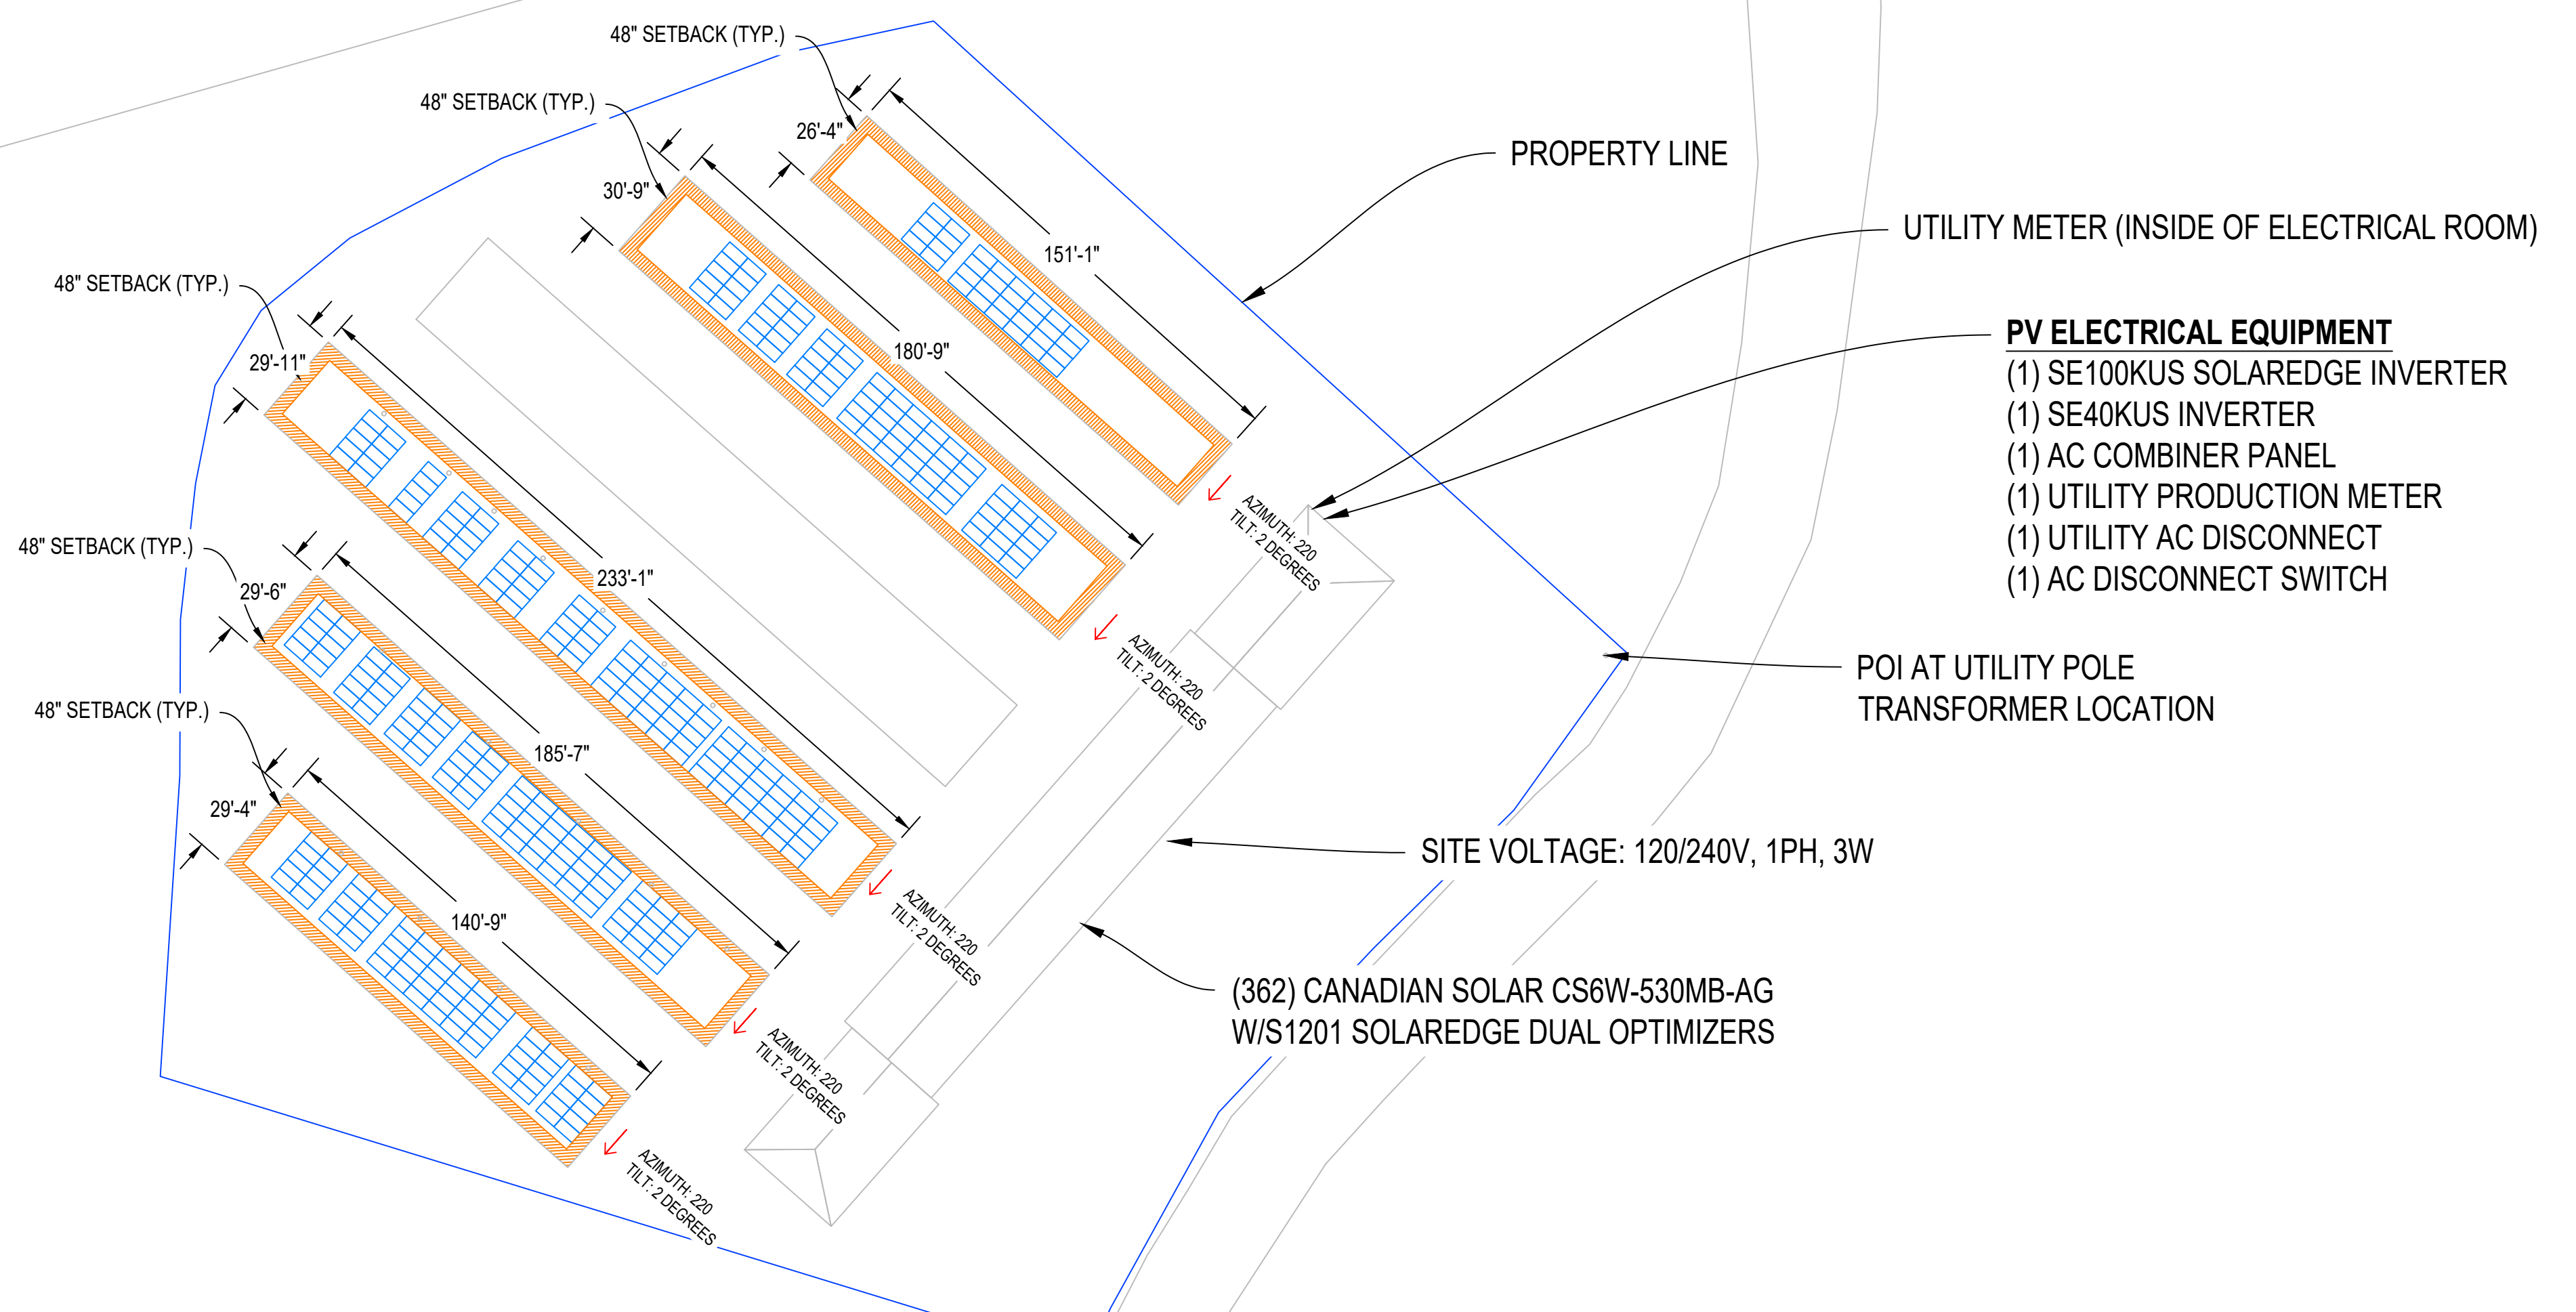 48" SETBACK (TYP.)
48" SETBACK (TYP.)
26'-4"
PROPERTY LINE
30'-9"
151'-1"
UTILITY METER (INSIDE OF ELECTRICAL ROOM)
48" SETBACK (TYP.)
PV ELECTRICAL EQUIPMENT
(1) SE100KUS SOLAREDGE INVERTER
(1) SE40KUS INVERTER
(1) AC COMBINER PANEL
(1) UTILITY PRODUCTION METER
(1) UTILITY AC DISCONNECT
(1) AC DISCONNECT SWITCH
180'-9"
29'-11"
AZIMUTH: 220
TILT: 2 DEGREES
48" SETBACK (TYP.)
233'-1"
29'-6"
AZIMUTH: 220
TILT: 2 DEGREES
POI AT UTILITY POLE
TRANSFORMER LOCATION
48" SETBACK (TYP.)
185'-7"
29'-4"
SITE VOLTAGE: 120/240V, 1PH, 3W
140'-9"
AZIMUTH: 220
TILT: 2 DEGREES
(362) CANADIAN SOLAR CS6W-530MB-AG
W/S1201 SOLAREDGE DUAL OPTIMIZERS
AZIMUTH: 220
TILT: 2 DEGREES
AZIMUTH: 220
TILT: 2 DEGREES